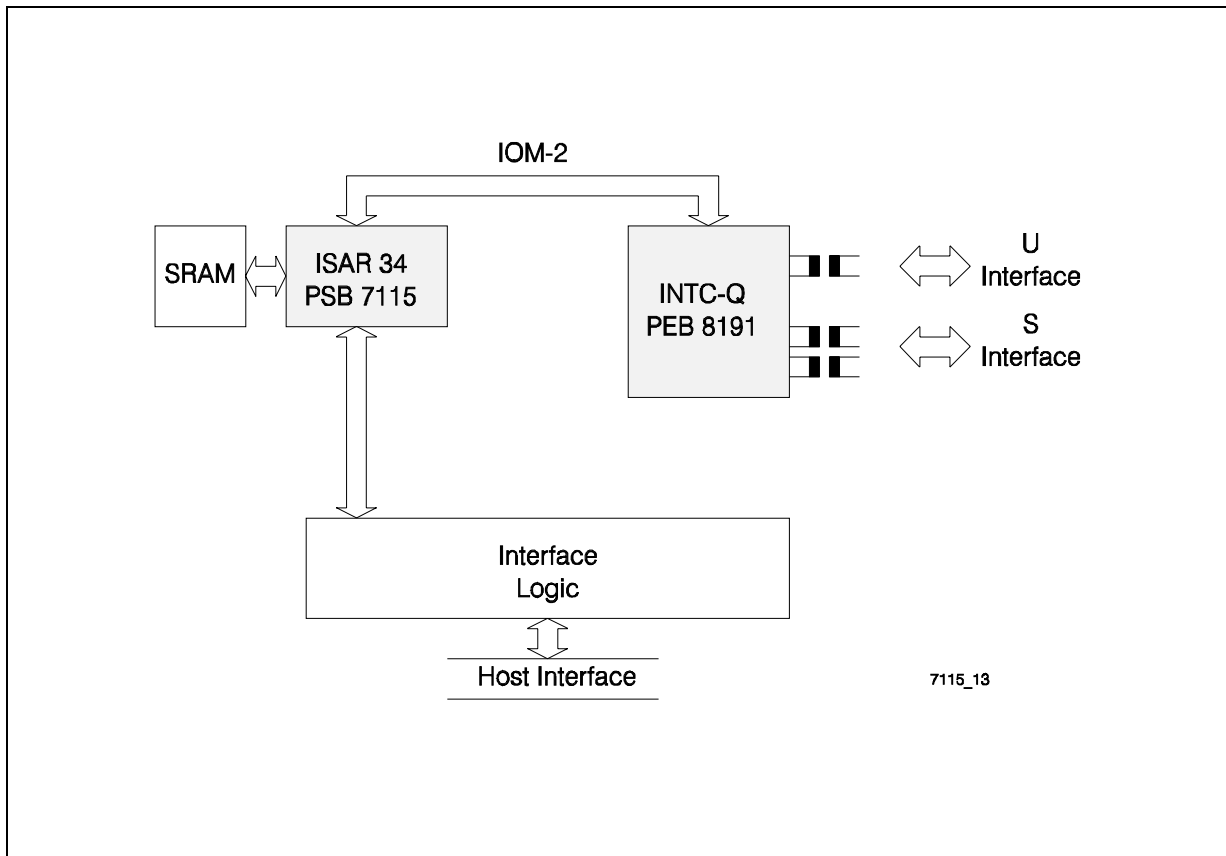 IOM-2
SRAM
ISAR 34
PSB 7115
INTC-Q
PEB 8191
U
Interface
S
Interface
Interface
Logic
Host Interface
7115_13